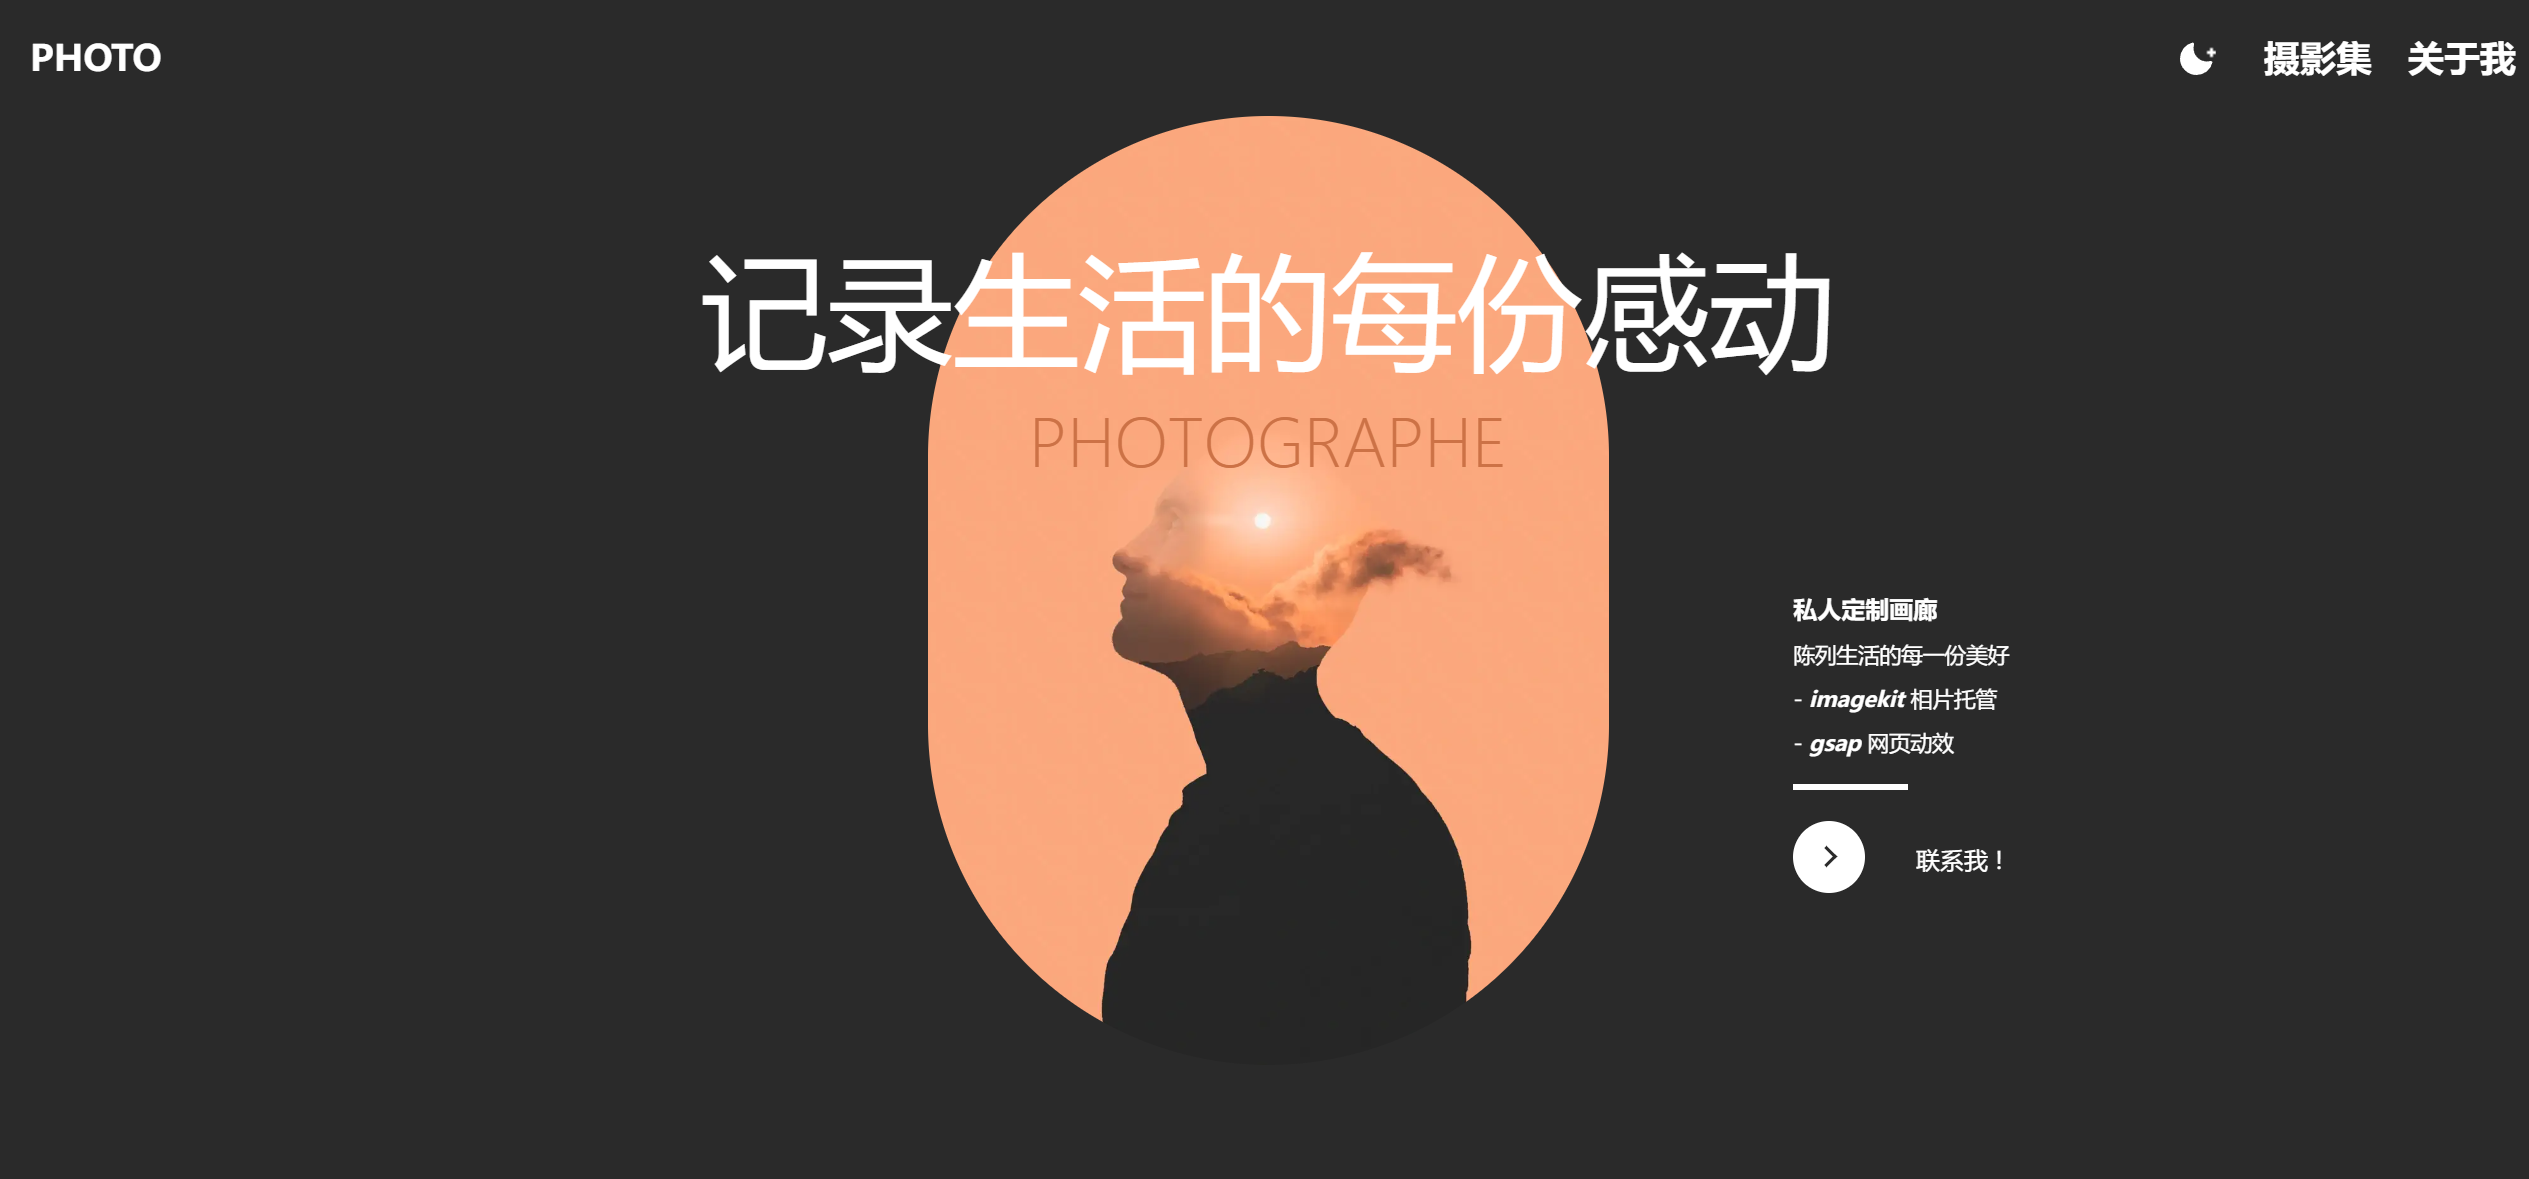 PHOTO
摄影集
关于我
记录生活的每份感动
PHOTOGRAPHE
私人定制画廊
陈列生活的每一份美好
- imagekit 相片托管
- gsap 网页动效
联系我！